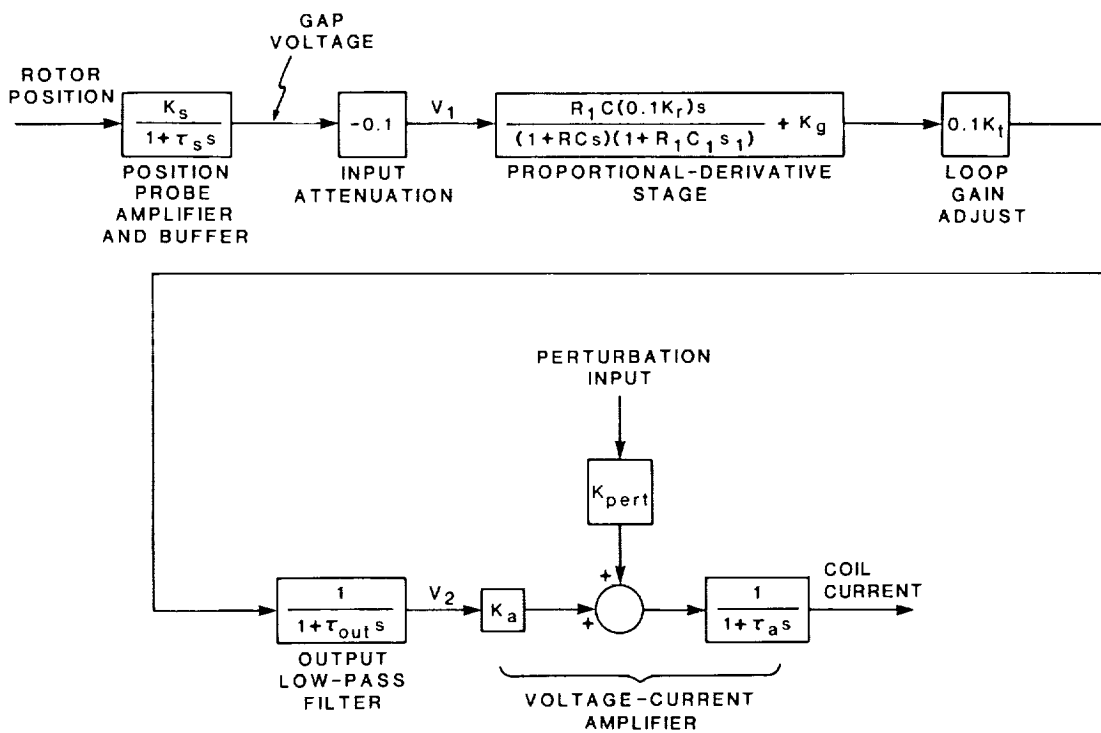 GAP
VOLTAGE
ROTOR
POSITION
K_s
1+τ_s s
-0.1
V_1
R_1C(0.1K_r)s
(1+RCs)(1+R_1C_1s_1)
+ K_g
0.1K_t
POSITION
PROBE
AMPLIFIER
AND BUFFER
INPUT
ATTENUATION
PROPORTIONAL-DERIVATIVE
STAGE
LOOP
GAIN
ADJUST
PERTURBATION
INPUT
K_pert
+
1
1+τ_out s
V_2
K_a
+
1
1+τ_a s
COIL
CURRENT
OUTPUT
LOW-PASS
FILTER
VOLTAGE-CURRENT
AMPLIFIER